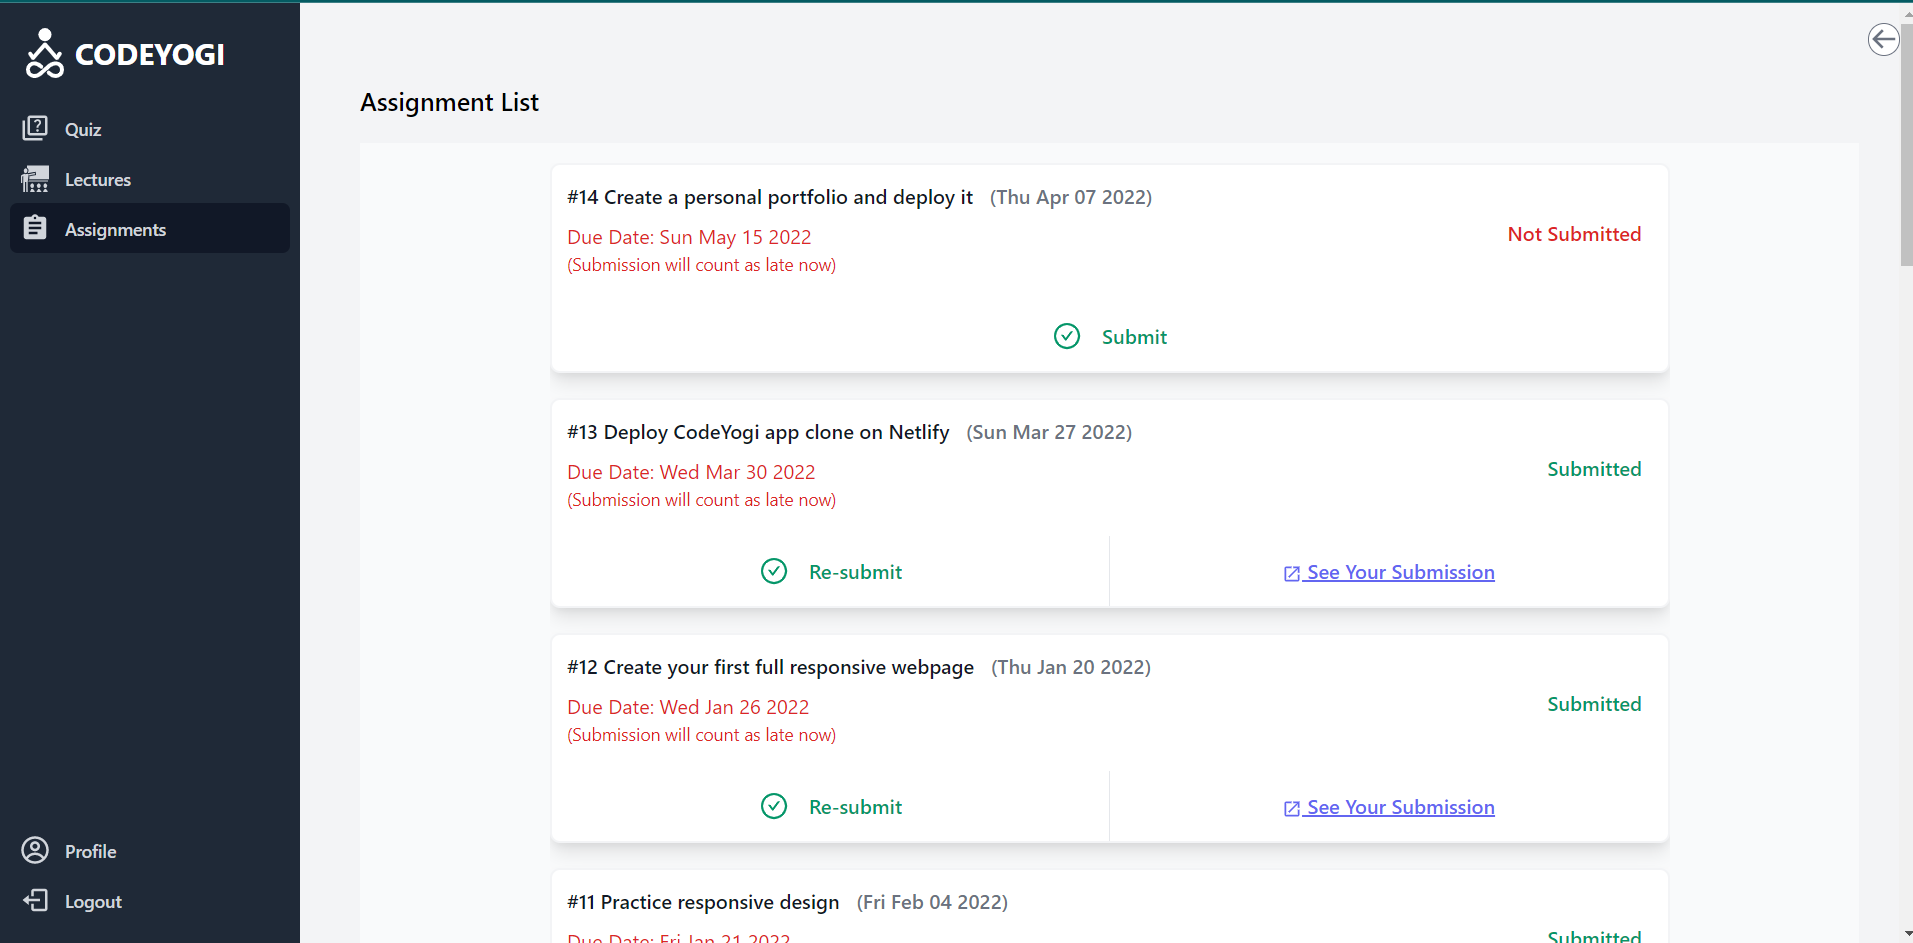 CODEYOGI
Quiz
Lectures
Assignments
Profile
Logout
Assignment List
#14 Create a personal portfolio and deploy it (Thu Apr 07 2022)
Due Date: Sun May 15 2022
(Submission will count as late now)
Not Submitted
Submit
#13 Deploy CodeYogi app clone on Netlify (Sun Mar 27 2022)
Due Date: Wed Mar 30 2022
(Submission will count as late now)
Submitted
Re-submit
See Your Submission
#12 Create your first full responsive webpage (Thu Jan 20 2022)
Due Date: Wed Jan 26 2022
(Submission will count as late now)
Submitted
Re-submit
See Your Submission
#11 Practice responsive design (Fri Feb 04 2022)
Due Date: Fri Jan 21 2022
Submitted